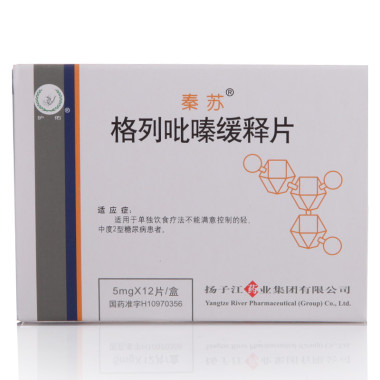 护佑®
秦苏®
格列吡嗪缓释片
适应症：
适用于单独饮食疗法不能满意控制的轻、
中度2型糖尿病患者。
5mgX12片/盒
国药准字H10970356
扬子江药业集团有限公司
Yangtze River Pharmaceutical (Group) Co., Ltd.